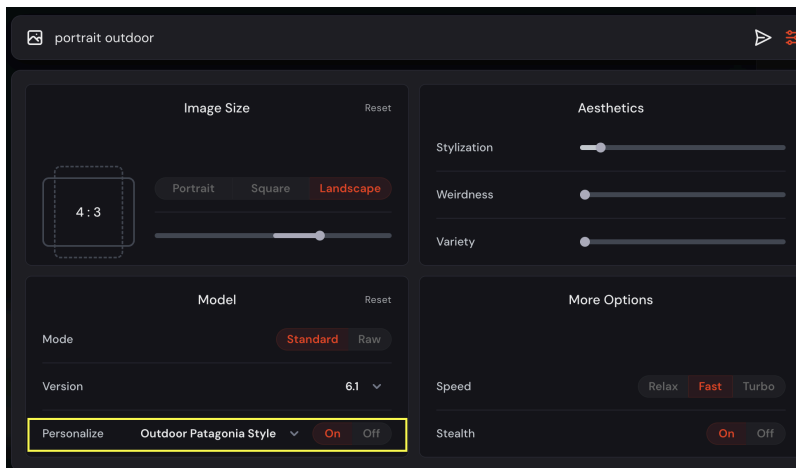 portrait outdoor
Image Size
Reset
4 : 3
Portrait Square Landscape
Aesthetics
Stylization
Weirdness
Variety
Model
Reset
Mode Standard Raw
Version 6.1
Personalize Outdoor Patagonia Style On Off
More Options
Speed Relax Fast Turbo
Stealth On Off